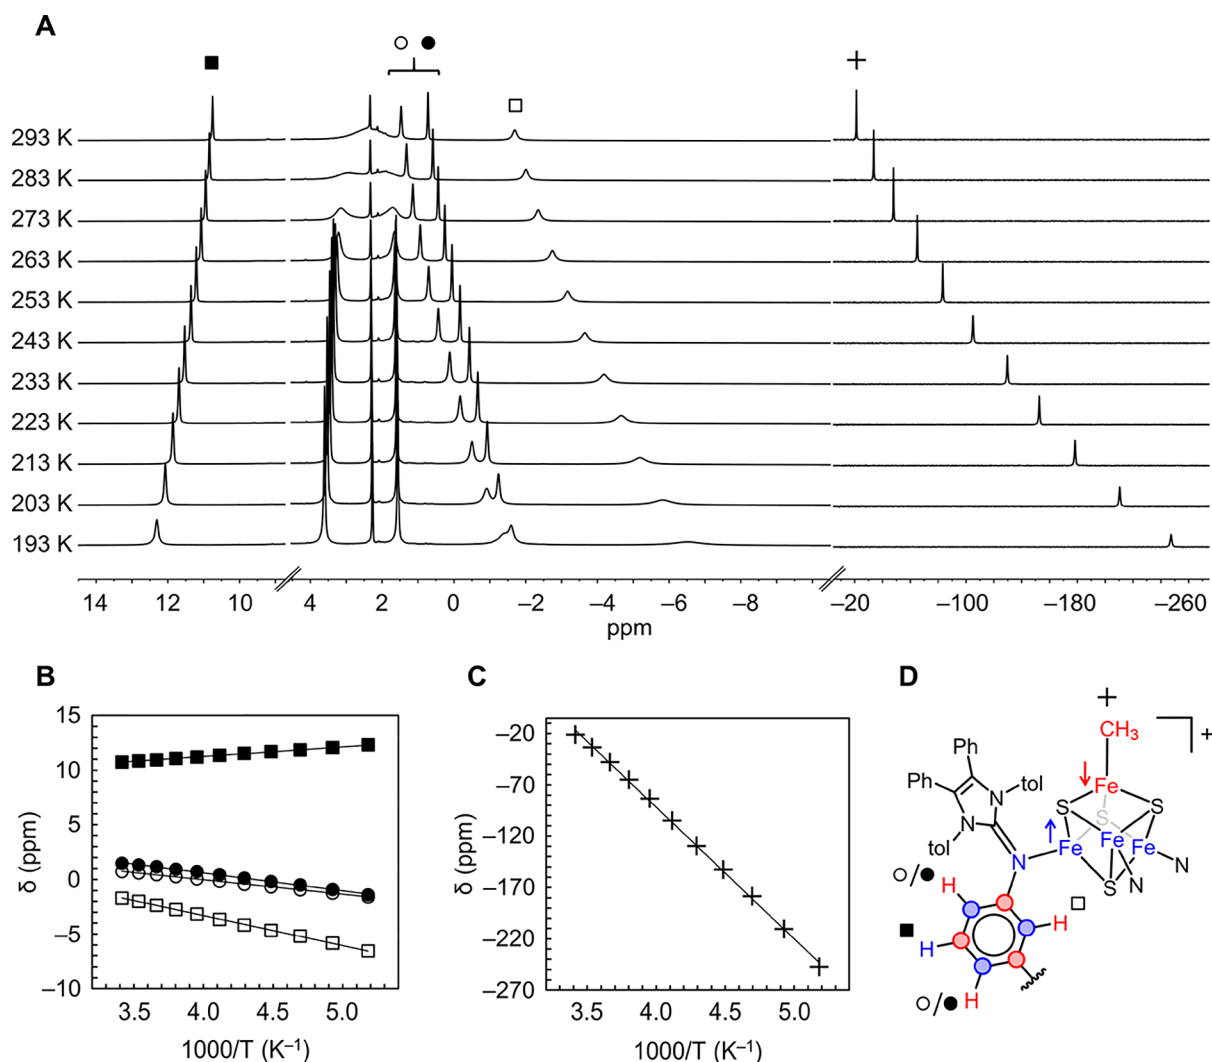 A
293 K
283 K
273 K
263 K
253 K
243 K
233 K
223 K
213 K
203 K
193 K
14 12 10 4 2 0 −2 −4 −6 −8 −20 −100 −180 −260
ppm
B
δ (ppm)
15
10
5
0
−5
−10
3.5 4.0 4.5 5.0
1000/T (K⁻¹)
C
δ (ppm)
−20
−70
−120
−170
−220
−270
3.5 4.0 4.5 5.0
1000/T (K⁻¹)
D
+
CH₃
+
Ph
Ph
N
tol
Fe
S
S
S
N
tol
Fe
Fe
Fe
N
N
S
N
/
H
H
H
/
H